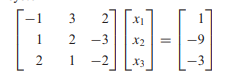 [-1 3 2] [x₁] [1]
[1 2 -3] [x₂] = [-9]
[2 1 -2] [x₃] [-3]